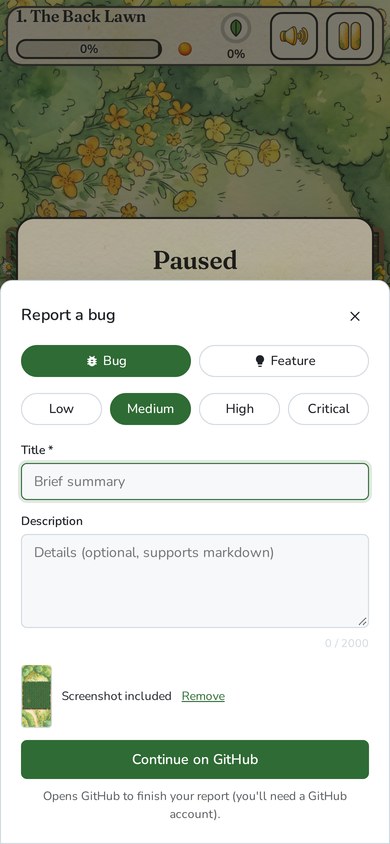 1. The Back Lawn
0%
0%
Paused
Report a bug
Bug
Feature
Low
Medium
High
Critical
Title *
Brief summary
Description
Details (optional, supports markdown)
0 / 2000
Screenshot included Remove
Continue on GitHub
Opens GitHub to finish your report (you'll need a GitHub
account).